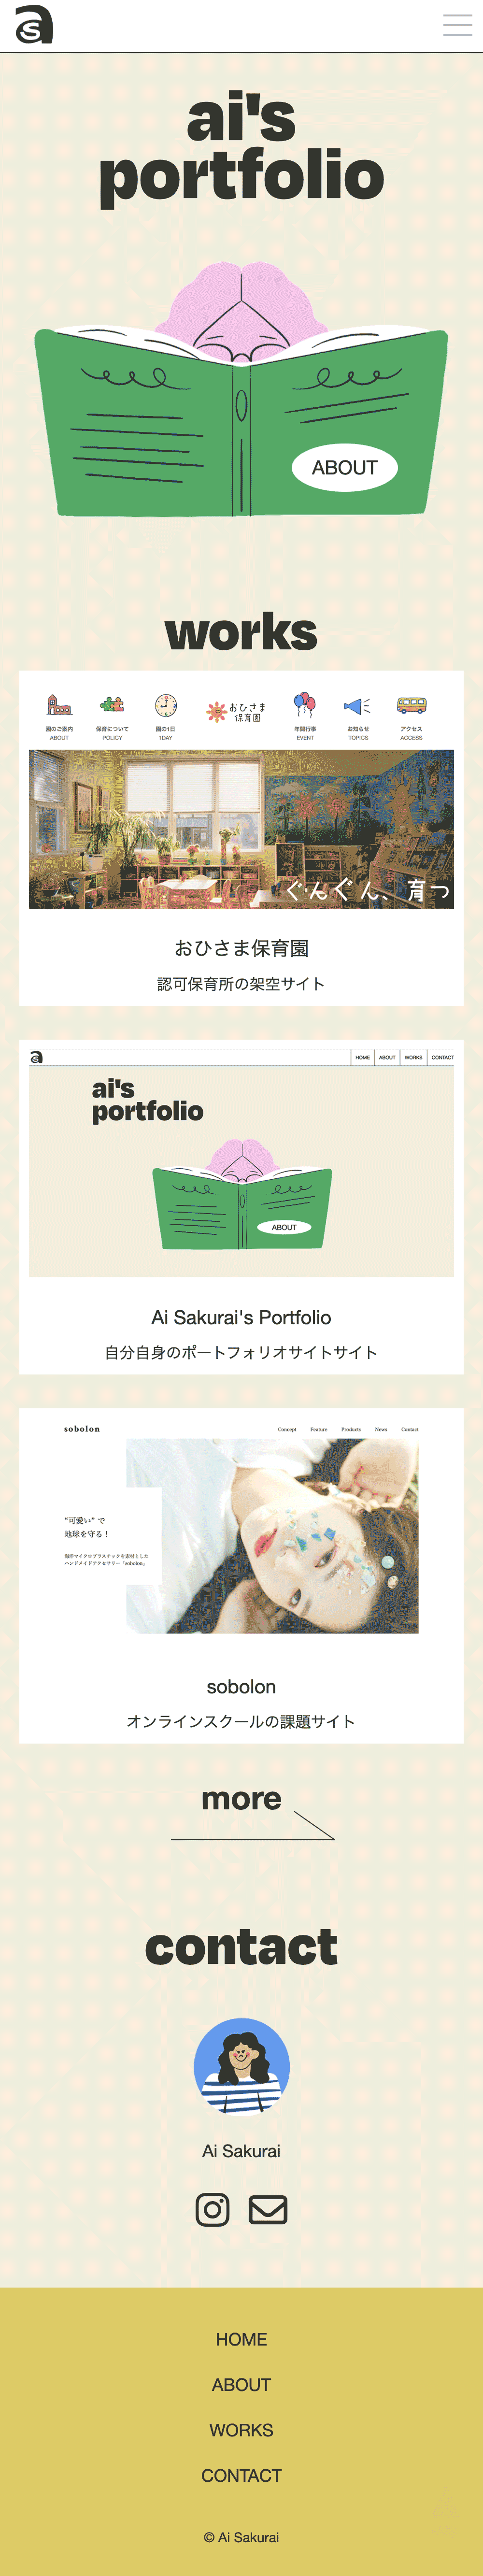 as
ai's
portfolio
ABOUT
works
園のご案内
ABOUT
保育について
POLICY
園の1日
1DAY
おひさま
保育園
年間行事
EVENT
お知らせ
TOPICS
アクセス
ACCESS
ぐんぐん、育つ
おひさま保育園
認可保育所の架空サイト
as
HOME ABOUT WORKS CONTACT
ai's
portfolio
ABOUT
Ai Sakurai's Portfolio
自分自身のポートフォリオサイトサイト
sobolon
Concept Feature Products News Contact
“可愛い” で
地球を守る！
海洋マイクロプラスチックを素材とした
ハンドメイドアクセサリー「sobolon」
sobolon
オンラインスクールの課題サイト
more
contact
Ai Sakurai
HOME
ABOUT
WORKS
CONTACT
© Ai Sakurai